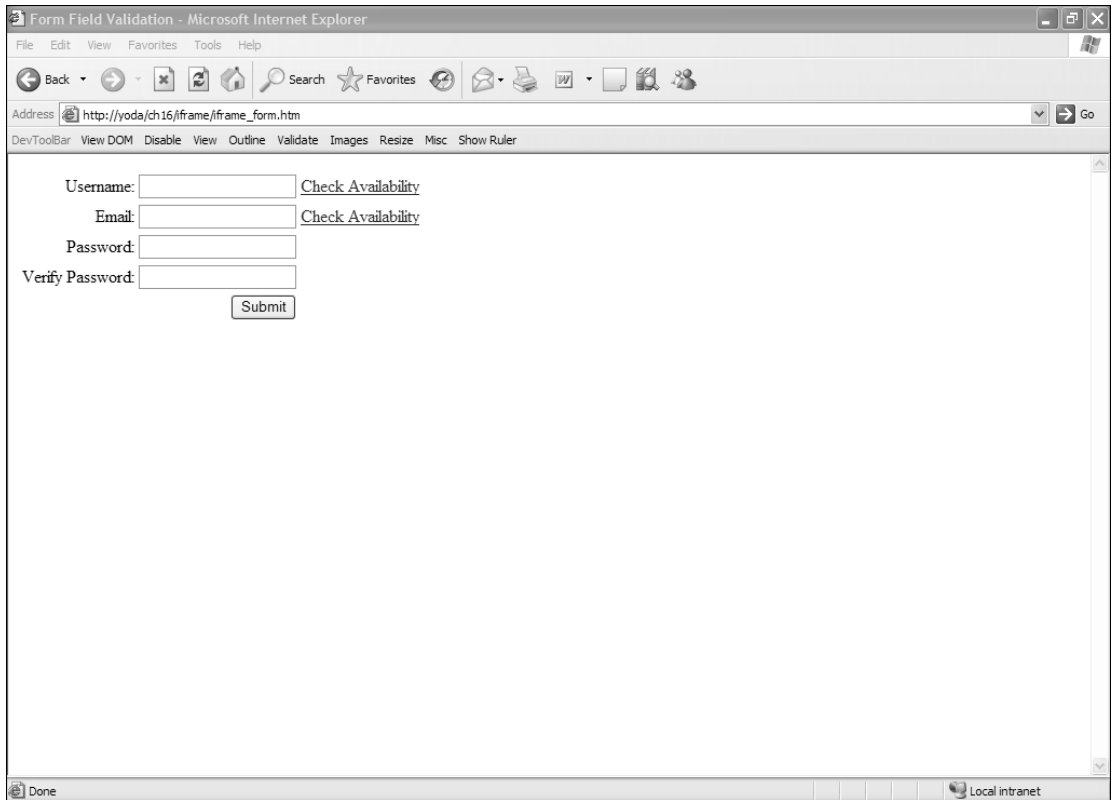 Form Field Validation - Microsoft Internet Explorer
File Edit View Favorites Tools Help
Back Search Favorites W
Address http://yoda/ch16/iframe/iframe_form.htm Go
DevToolBar View DOM Disable View Outline Validate Images Resize Misc Show Ruler
Username: Check Availability
Email: Check Availability
Password:
Verify Password:
Submit
Done Local intranet